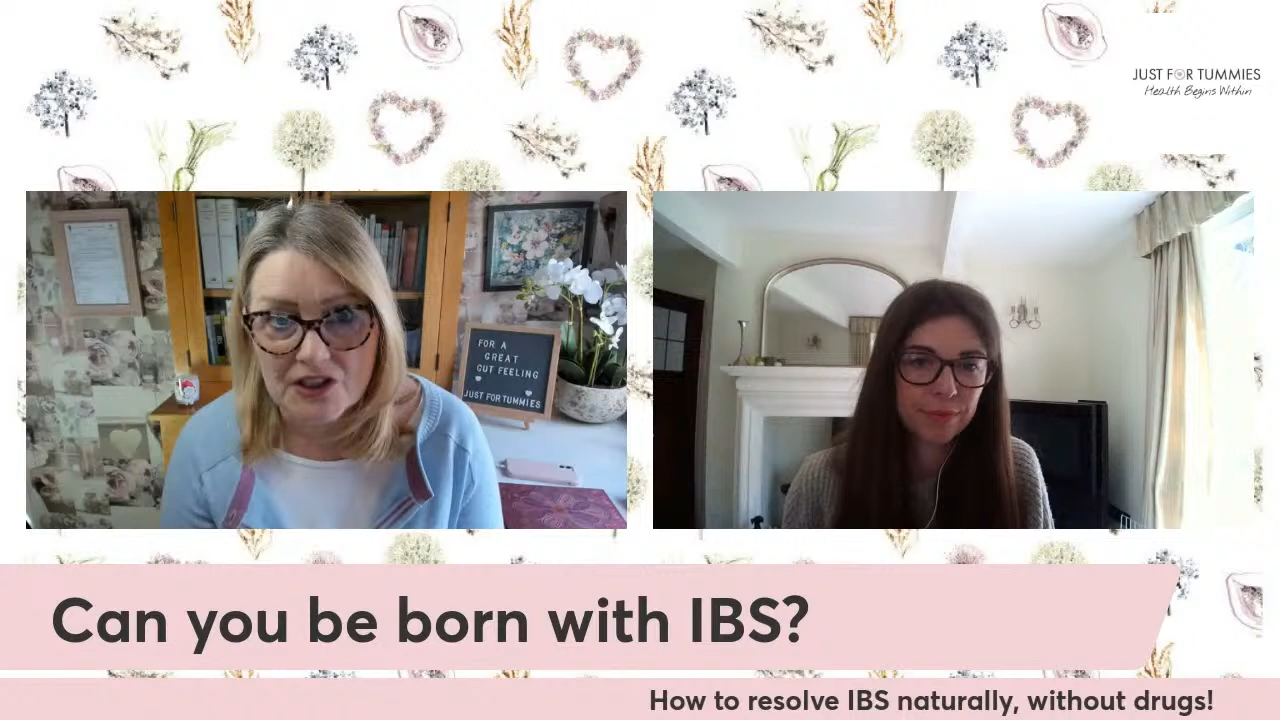 JUST FOR TUMMIES
Health Begins Within
FOR A
GREAT
GUT FEELING
JUST FOR TUMMIES
Can you be born with IBS?
How to resolve IBS naturally, without drugs!